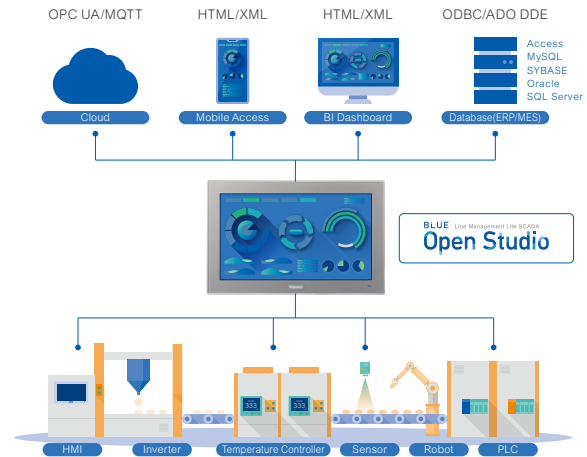 OPC UA/MQTT
HTML/XML
HTML/XML
ODBC/ADO DDE
Access
MySQL
SYBASE
Oracle
SQL Server
Cloud
Mobile Access
BI Dashboard
Database(ERP/MES)
BLUE Line Management Lite SCADA
Open Studio
333
333
HMI
Inverter
Temperature Controller
Sensor
Robot
PLC